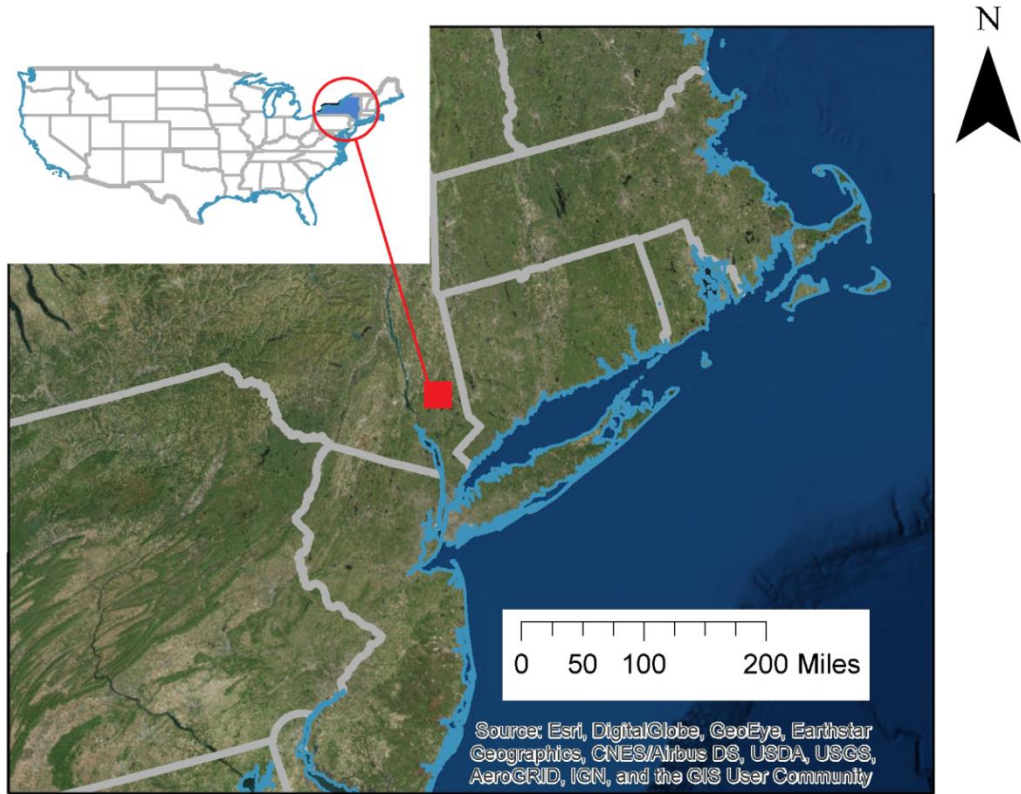 N
0 50 100 200 Miles
Source: Esri, DigitalGlobe, GeoEye, Earthstar
Geographics, CNES/Airbus DS, USDA, USGS,
AeroGRID, IGN, and the GIS User Community